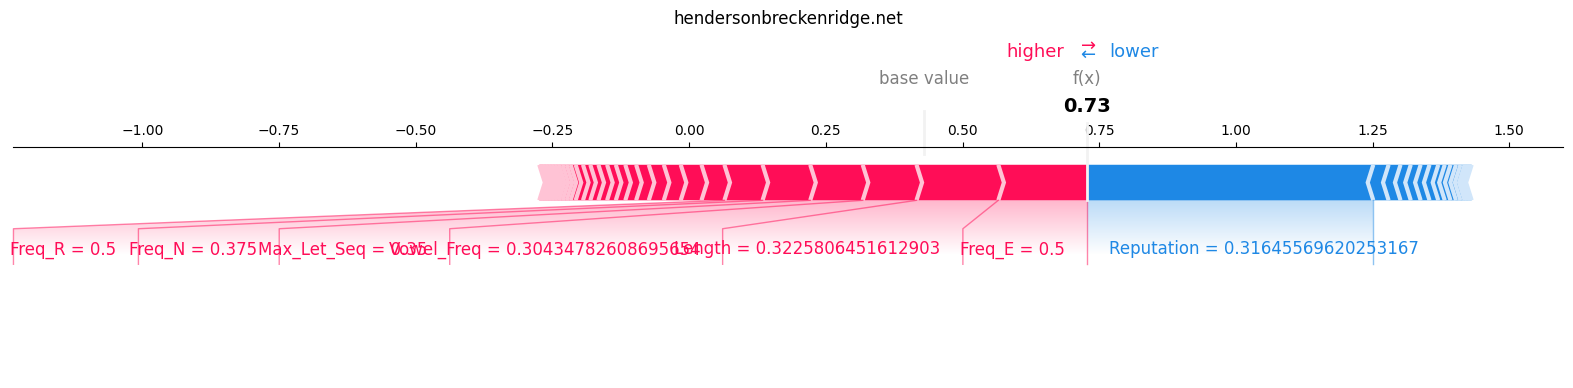 hendersonbreckenridge.net
higher ⇄ lower
base value f(x)
0.73
−1.00 −0.75 −0.50 −0.25 0.00 0.25 0.50 0.75 1.00 1.25 1.50
Freq_R = 0.5 Freq_N = 0.375 Max_Let_Seq = 0.35 Vowel_Freq = 0.30434782608695654 Length = 0.3225806451612903 Freq_E = 0.5 Reputation = 0.31645569620253167